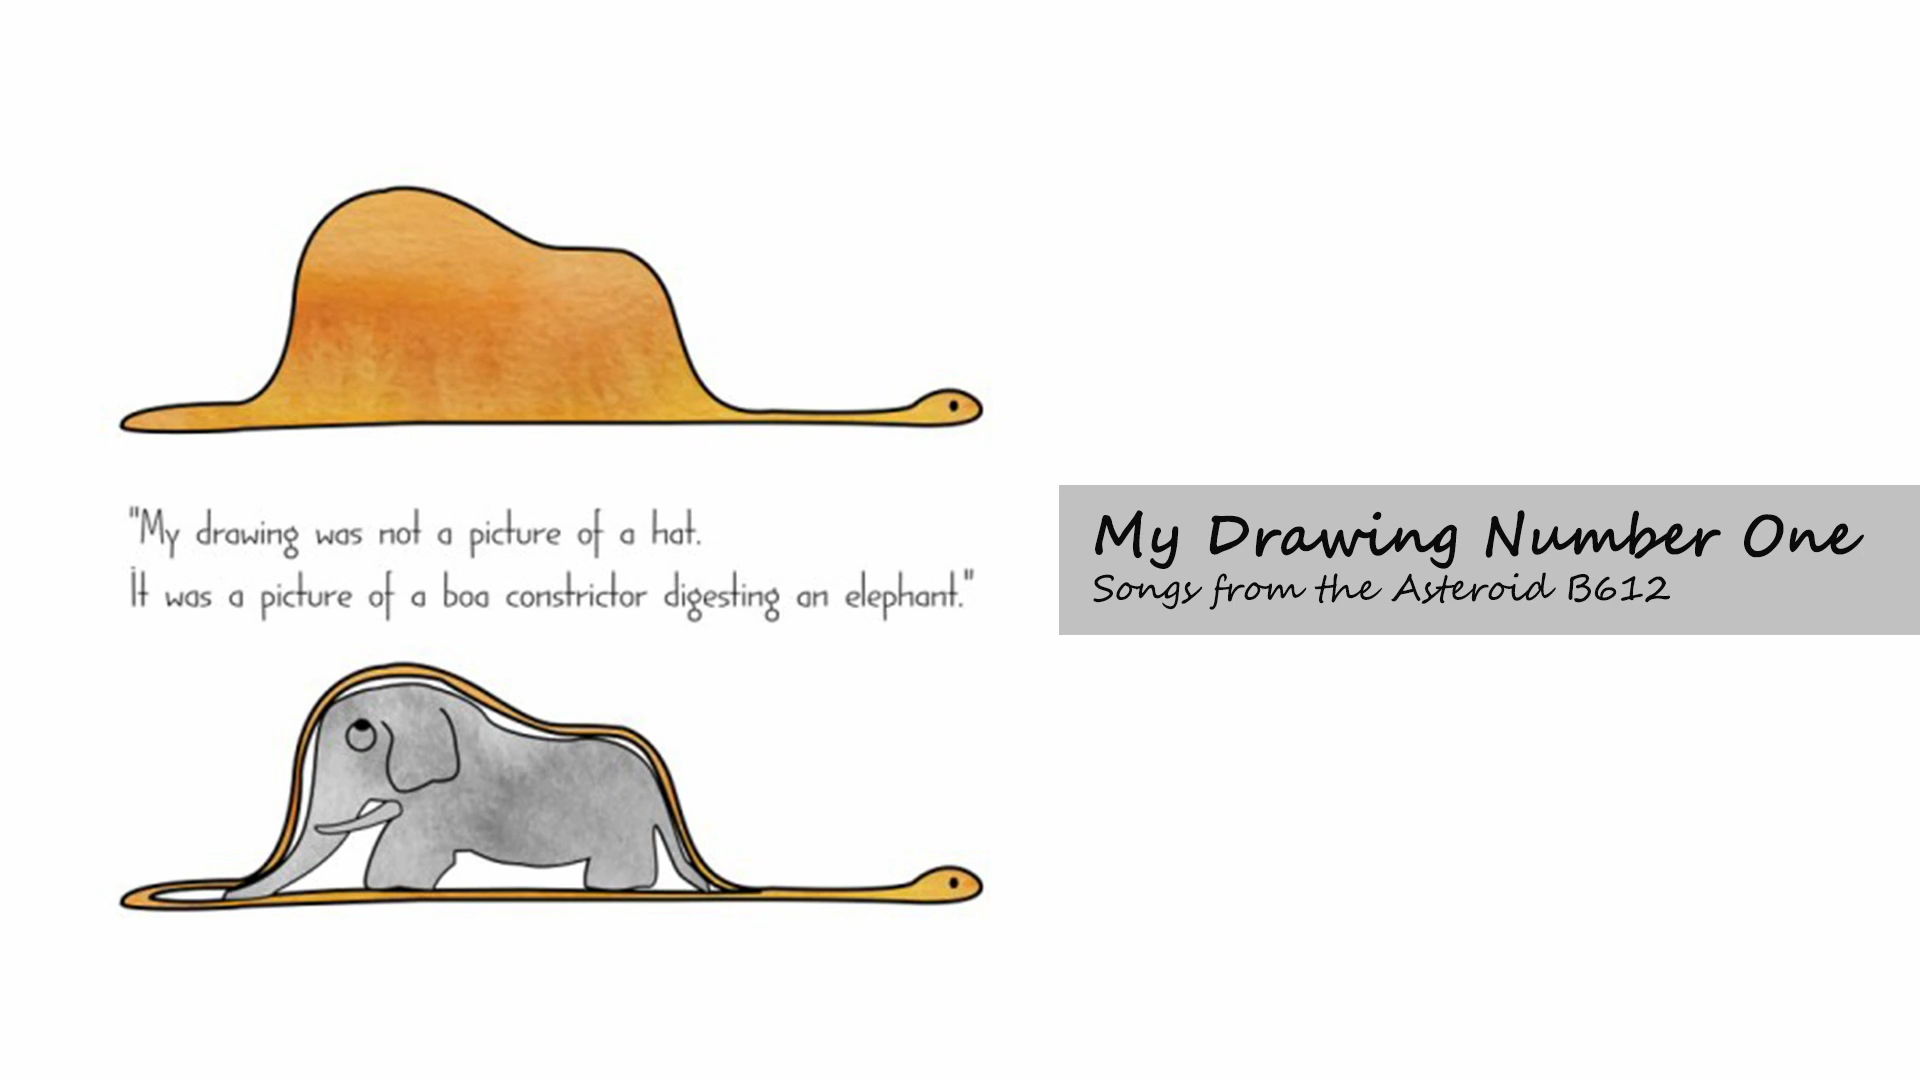 "My drawing was not a picture of a hat.
It was a picture of a boa constrictor digesting an elephant."
My Drawing Number One
Songs from the Asteroid B612